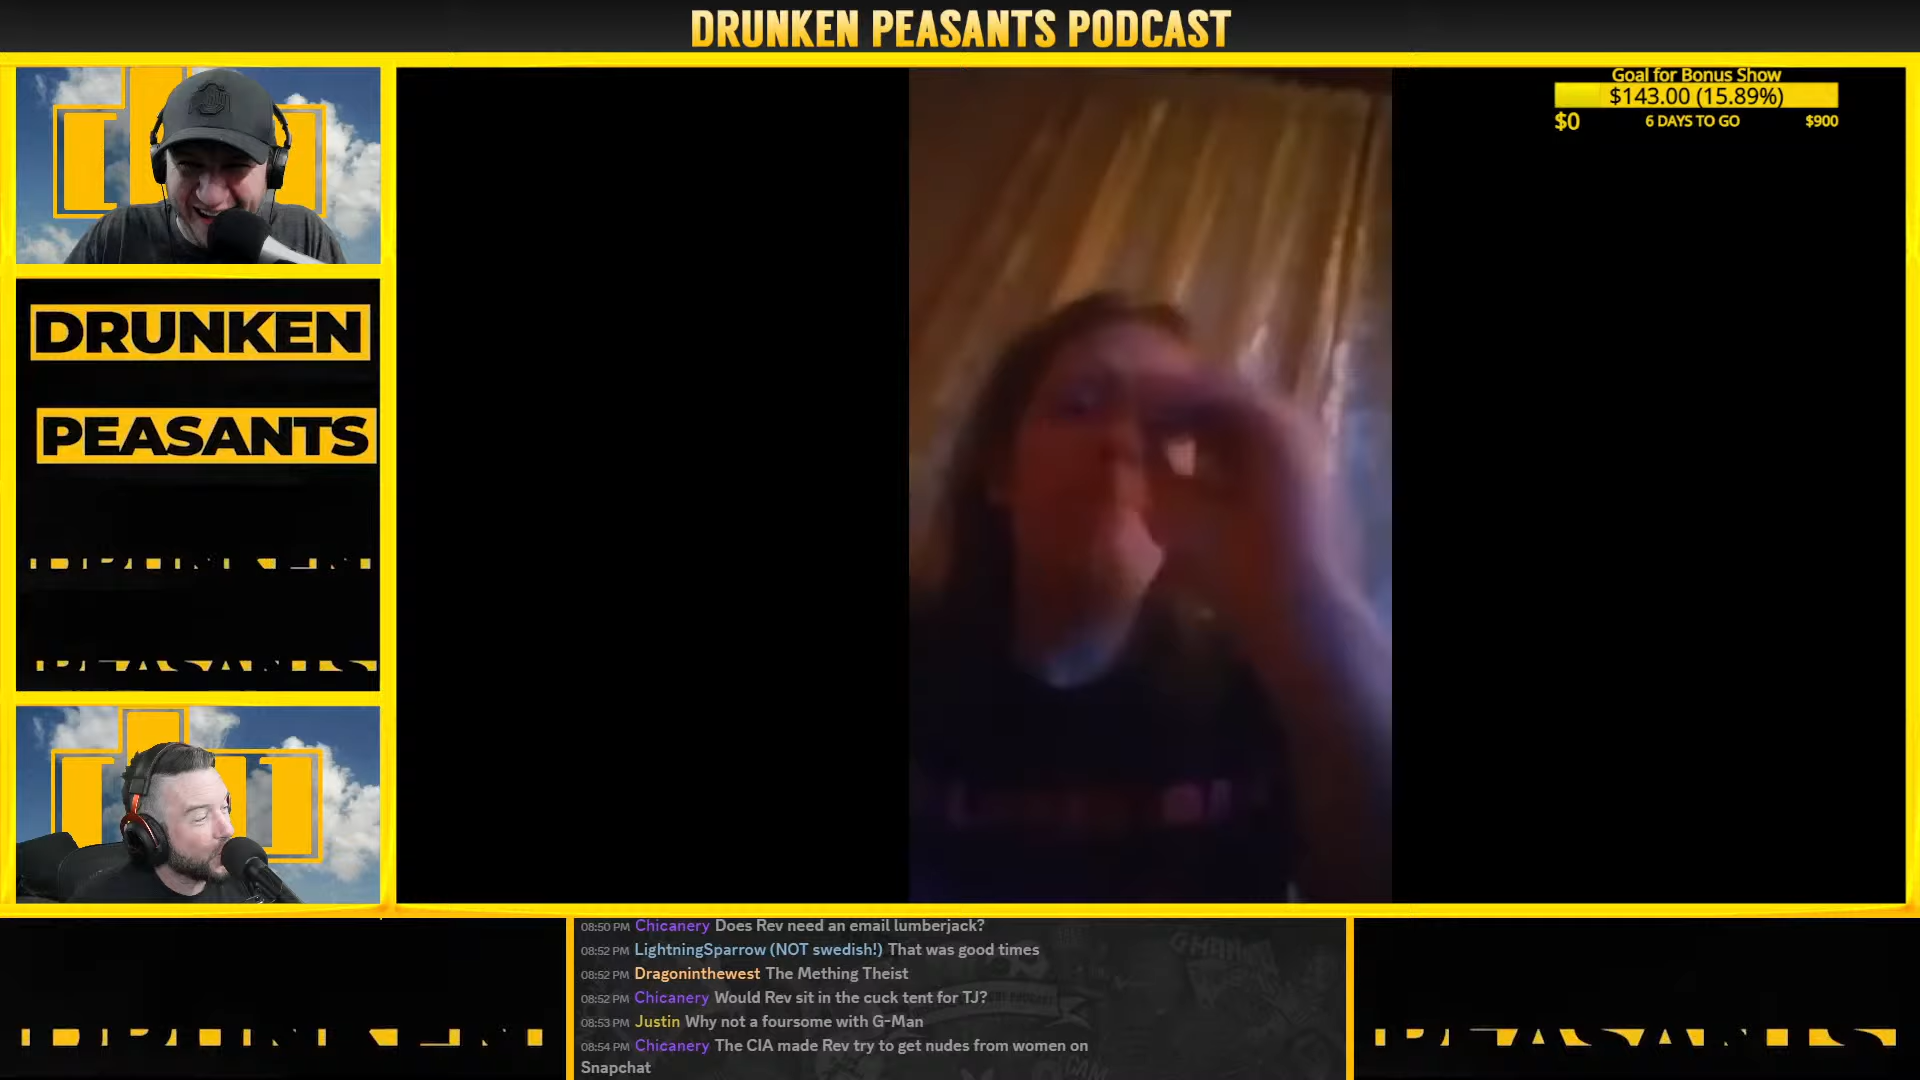 DRUNKEN PEASANTS PODCAST
Goal for Bonus Show
$143.00 (15.89%)
$0 6 DAYS TO GO $900
DRUNKEN
PEASANTS
08:50 PM Chicanery Does Rev need an email lumberjack?
08:52 PM LightningSparrow (NOT swedish!) That was good times
08:52 PM Dragoninthewest The Mething Theist
08:52 PM Chicanery Would Rev sit in the cuck tent for TJ?
08:53 PM Justin Why not a foursome with G-Man
08:54 PM Chicanery The CIA made Rev try to get nudes from women on
Snapchat